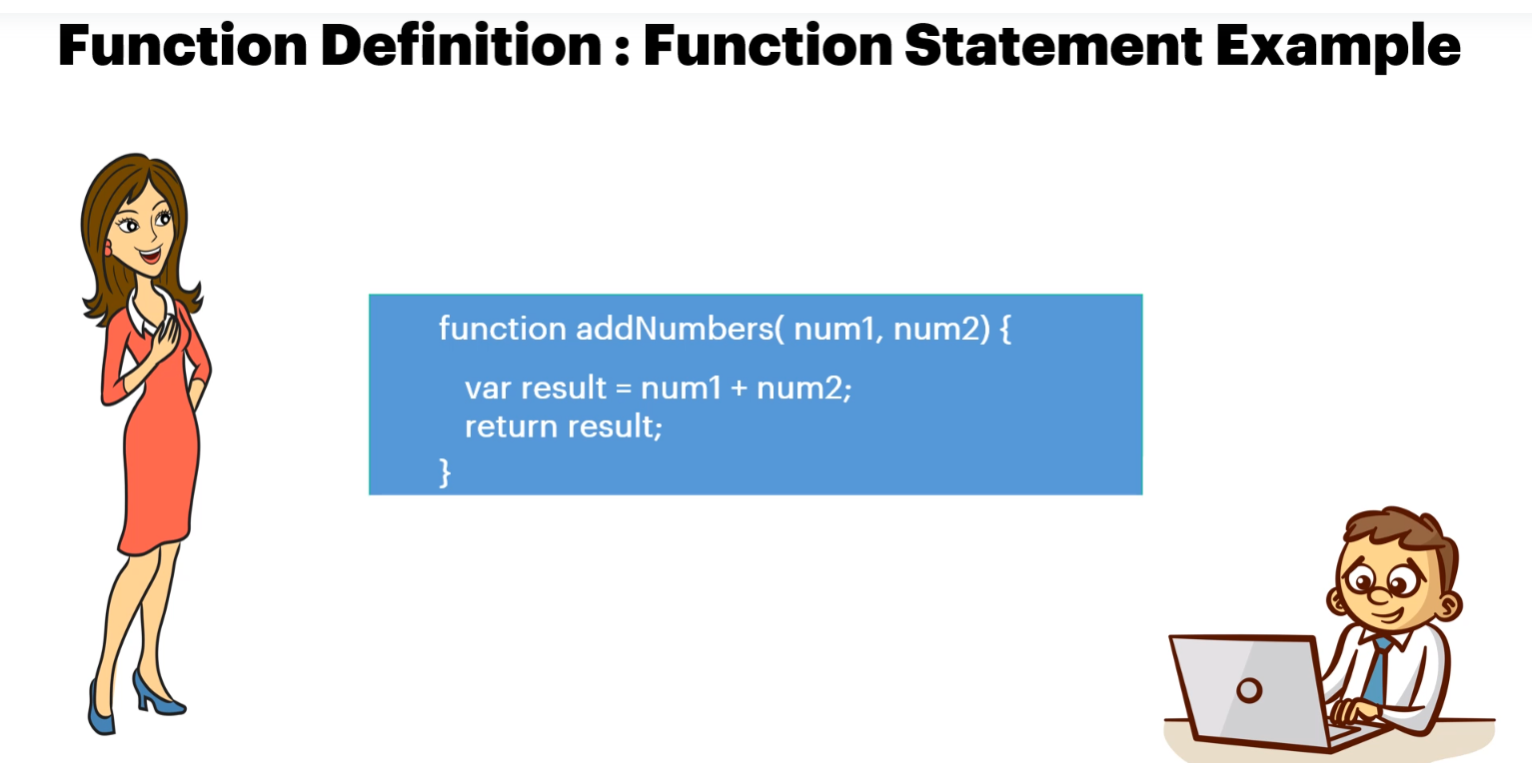 Function Definition : Function Statement Example
function addNumbers( num1, num2) {
var result = num1 + num2;
return result;
}